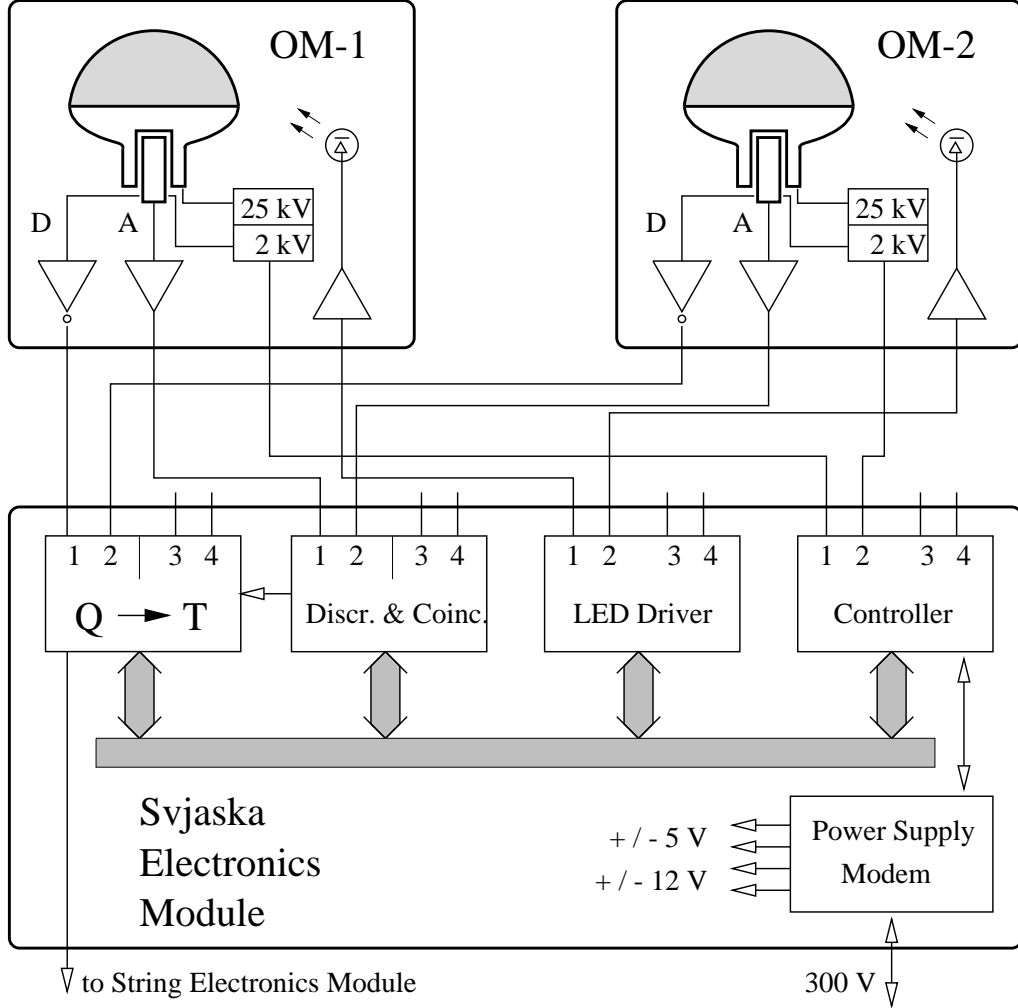 OM-1
OM-2
D
A
25 kV
2 kV
D
A
25 kV
2 kV
1 2 3 4
Q T
1 2 3 4
Discr. & Coinc.
1 2 3 4
LED Driver
1 2 3 4
Controller
Svjaska
Electronics
Module
+ / - 5 V
+ / - 12 V
Power Supply
Modem
to String Electronics Module
300 V